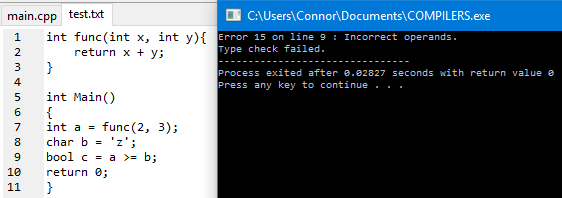 main.cpp test.txt
1 int func(int x, int y){
2 return x + y;
3 }
4
5 int Main()
6 {
7 int a = func(2, 3);
8 char b = 'z';
9 bool c = a >= b;
10 return 0;
11 }
C:\Users\Connor\Documents\COMPILERS.exe
Error 15 on line 9 : Incorrect operands.
Type check failed.
--------------------------------
Process exited after 0.02827 seconds with return value 0
Press any key to continue . . .